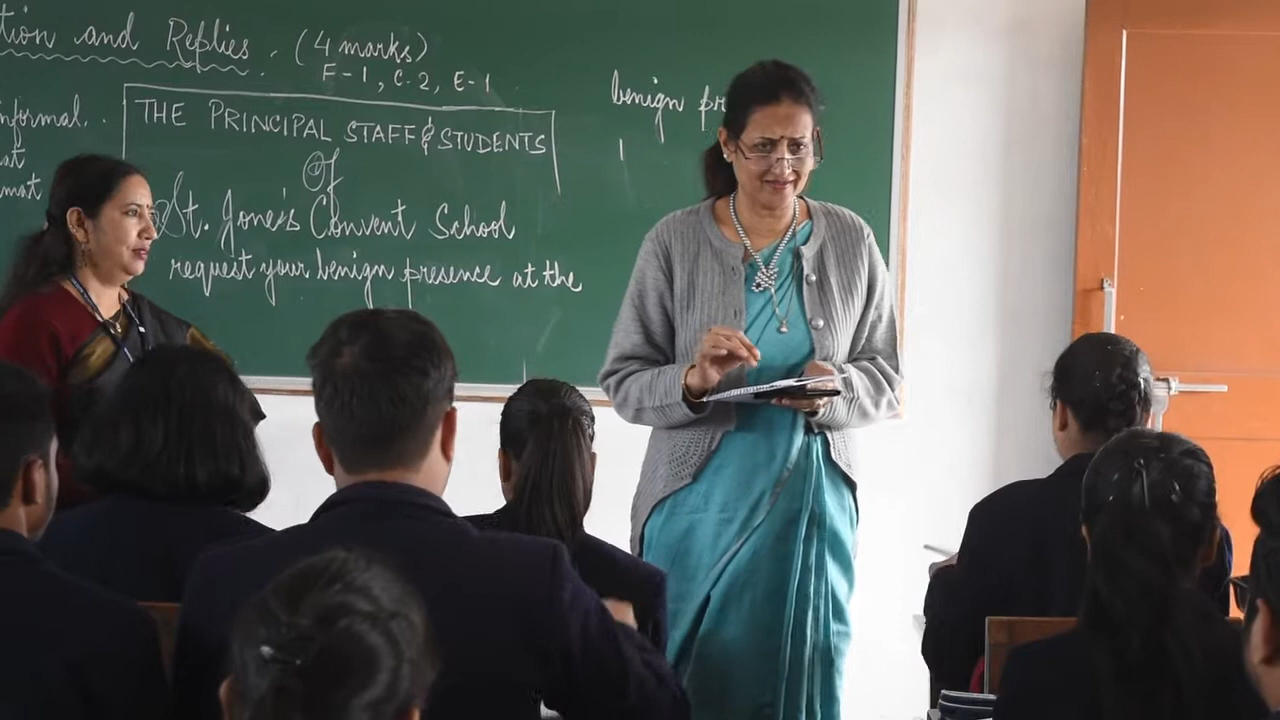 tion and Replies. (4 marks)
F-1, C-2, E-1
nformal..
at
mat
THE PRINCIPAL STAFF & STUDENTS
Of
St. Jone's Convent School
request your benign presence at the
benign pr